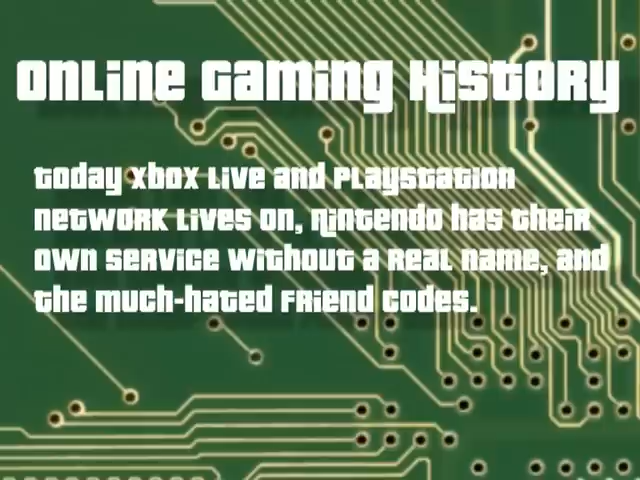 Online Gaming History
Today Xbox Live and Playstation
Network lives on, Nintendo has their
own service without a real name, and
the much-hated Friend Codes.